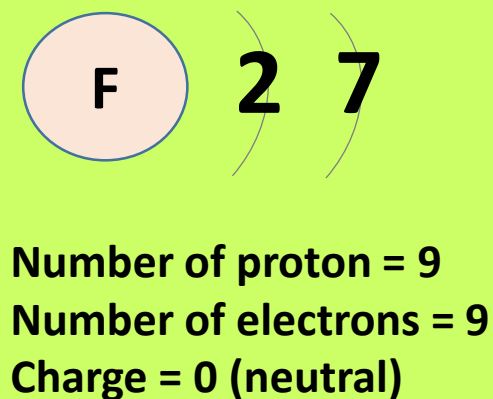 F 2 7
Number of proton = 9
Number of electrons = 9
Charge = 0 (neutral)